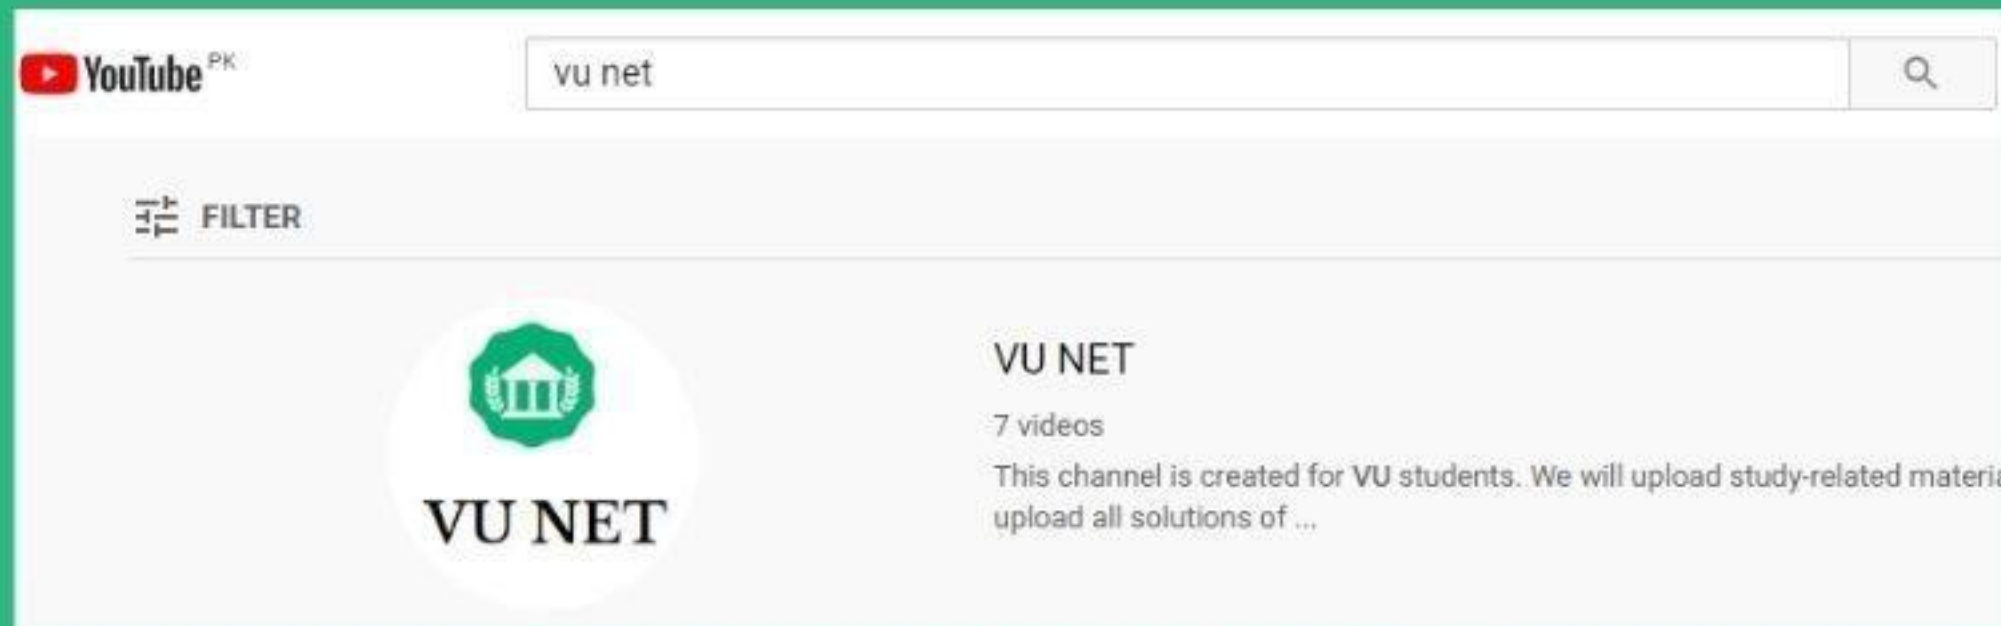 YouTube PK
vu net
FILTER
VU NET
VU NET
7 videos
This channel is created for VU students. We will upload study-related materia
upload all solutions of ...